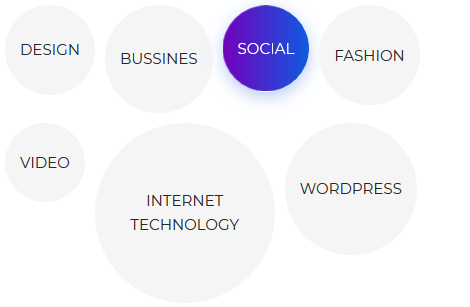 DESIGN
BUSSINES
SOCIAL
FASHION
VIDEO
INTERNET
TECHNOLOGY
WORDPRESS